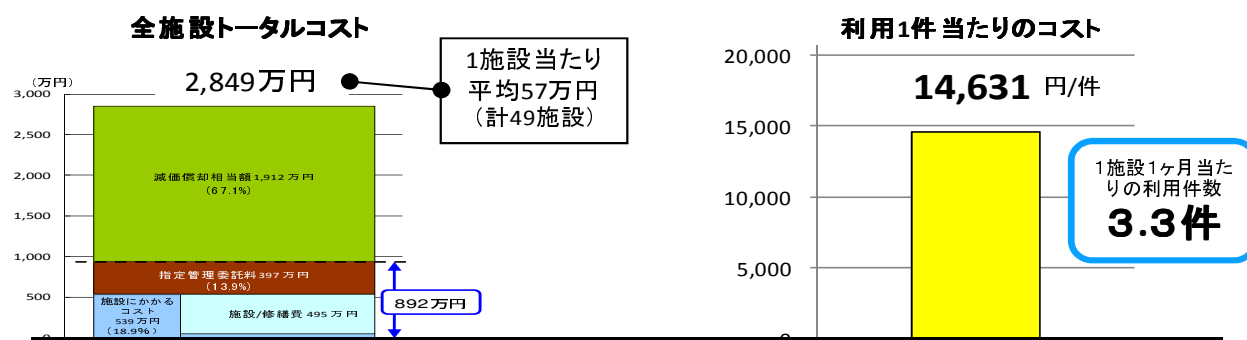 全施設トータルコスト
2,849万円
1施設当たり
平均57万円
(計49施設)
(万円)
3,000
2,500
2,000
1,500
1,000
500
0
減価償却相当額1,912万円
(67.1%)
指定管理委託料397万円
(13.9%)
施設にかかる
コスト
539万円
(18.9%)
施設/修繕費 495万円
892万円
利用1件当たりのコスト
20,000
15,000
10,000
5,000
0
14,631 円/件
1施設1ヶ月当た
りの利用件数
3.3件